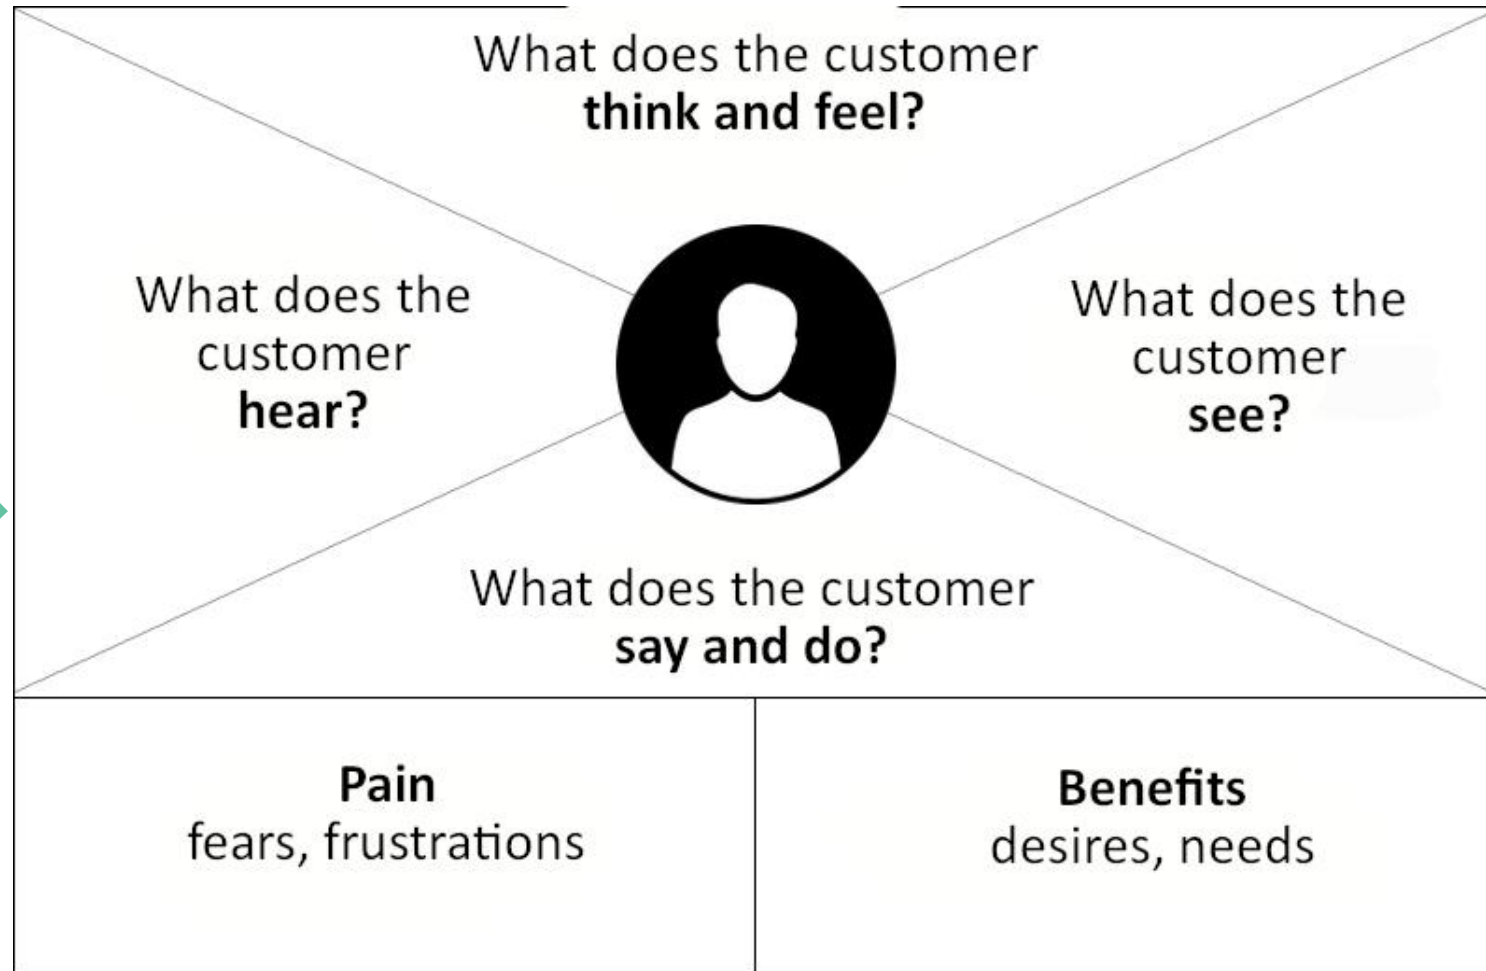 What does the customer
think and feel?
What does the
customer
hear?
What does the
customer
see?
What does the customer
say and do?
Pain
fears, frustrations
Benefits
desires, needs